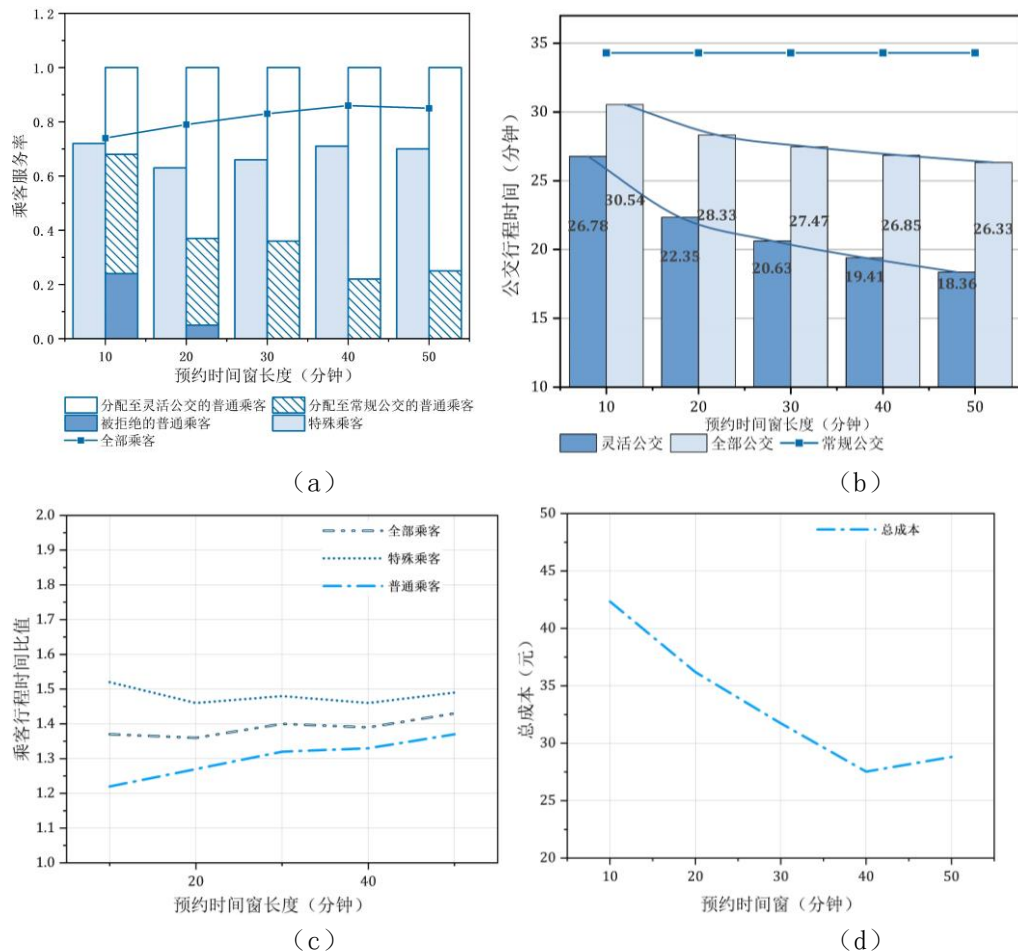 1.2
1.0
0.8
0.6
0.4
0.2
0.0
乘客服务率
10 20 30 40 50
预约时间窗长度（分钟）
分配至灵活公交的普通乘客 分配至常规公交的普通乘客
被拒绝的普通乘客 特殊乘客
全部乘客
（a）
35
30
25
20
15
10
公交行程时间（分钟）
26.78 30.54 22.35 28.33 20.63 27.47 19.41 26.85 18.36 26.33
10 20 30 40 50
预约时间窗长度（分钟）
灵活公交 全部公交 常规公交
（b）
2.0
1.9
1.8
1.7
1.6
1.5
1.4
1.3
1.2
1.1
1.0
乘客行程时间比值
全部乘客
特殊乘客
普通乘客
20 40
预约时间窗长度（分钟）
（c）
50
45
40
35
30
25
20
总成本（元）
总成本
10 20 30 40 50
预约时间窗（分钟）
（d）